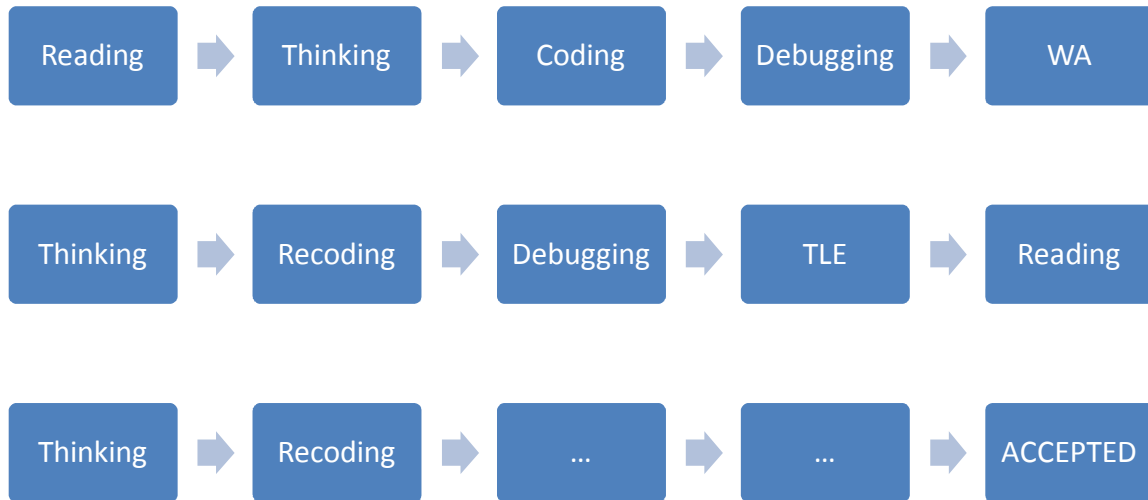 Reading
Thinking
Coding
Debugging
WA
Thinking
Recoding
Debugging
TLE
Reading
Thinking
Recoding
...
...
ACCEPTED